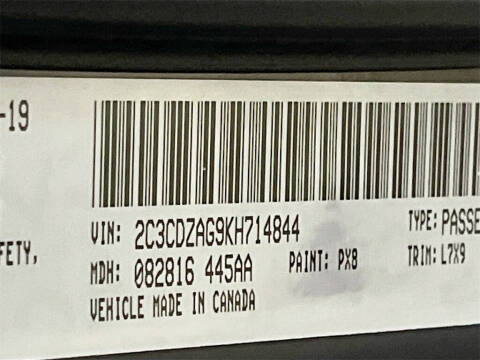 -19
VIN: 2C3CDZAG9KH714844 TYPE: PASSE
FETY, MDH: 082816 445AA PAINT: PX8 TRIM: L7X9
VEHICLE MADE IN CANADA